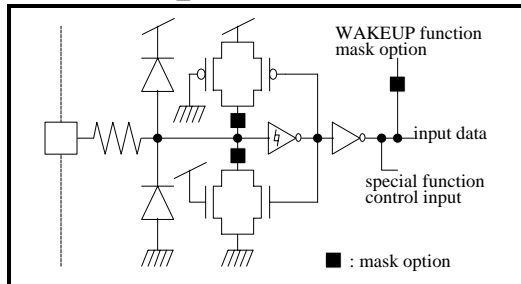 WAKEUP function
mask option
input data
special function
control input
: mask option